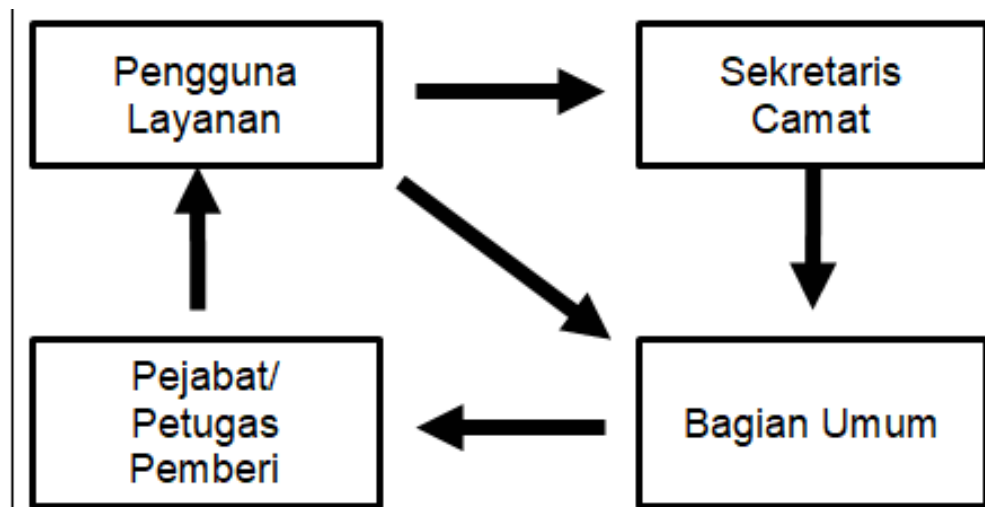 Pengguna
Layanan
Sekretaris
Camat
Pejabat/
Petugas
Pemberi
Bagian Umum